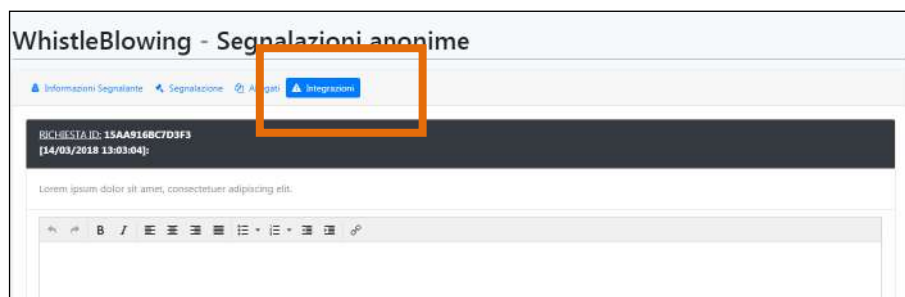 WhistleBlowing - Segnalazioni anonime
Informazioni Segnalante Segnalazione Allegati Integrazioni
RICHIESTA ID: 15AA916BC7D3F3
[14/03/2018 13:03:04]:
Lorem ipsum dolor sit amet, consectetuer adipiscing elit.
B I